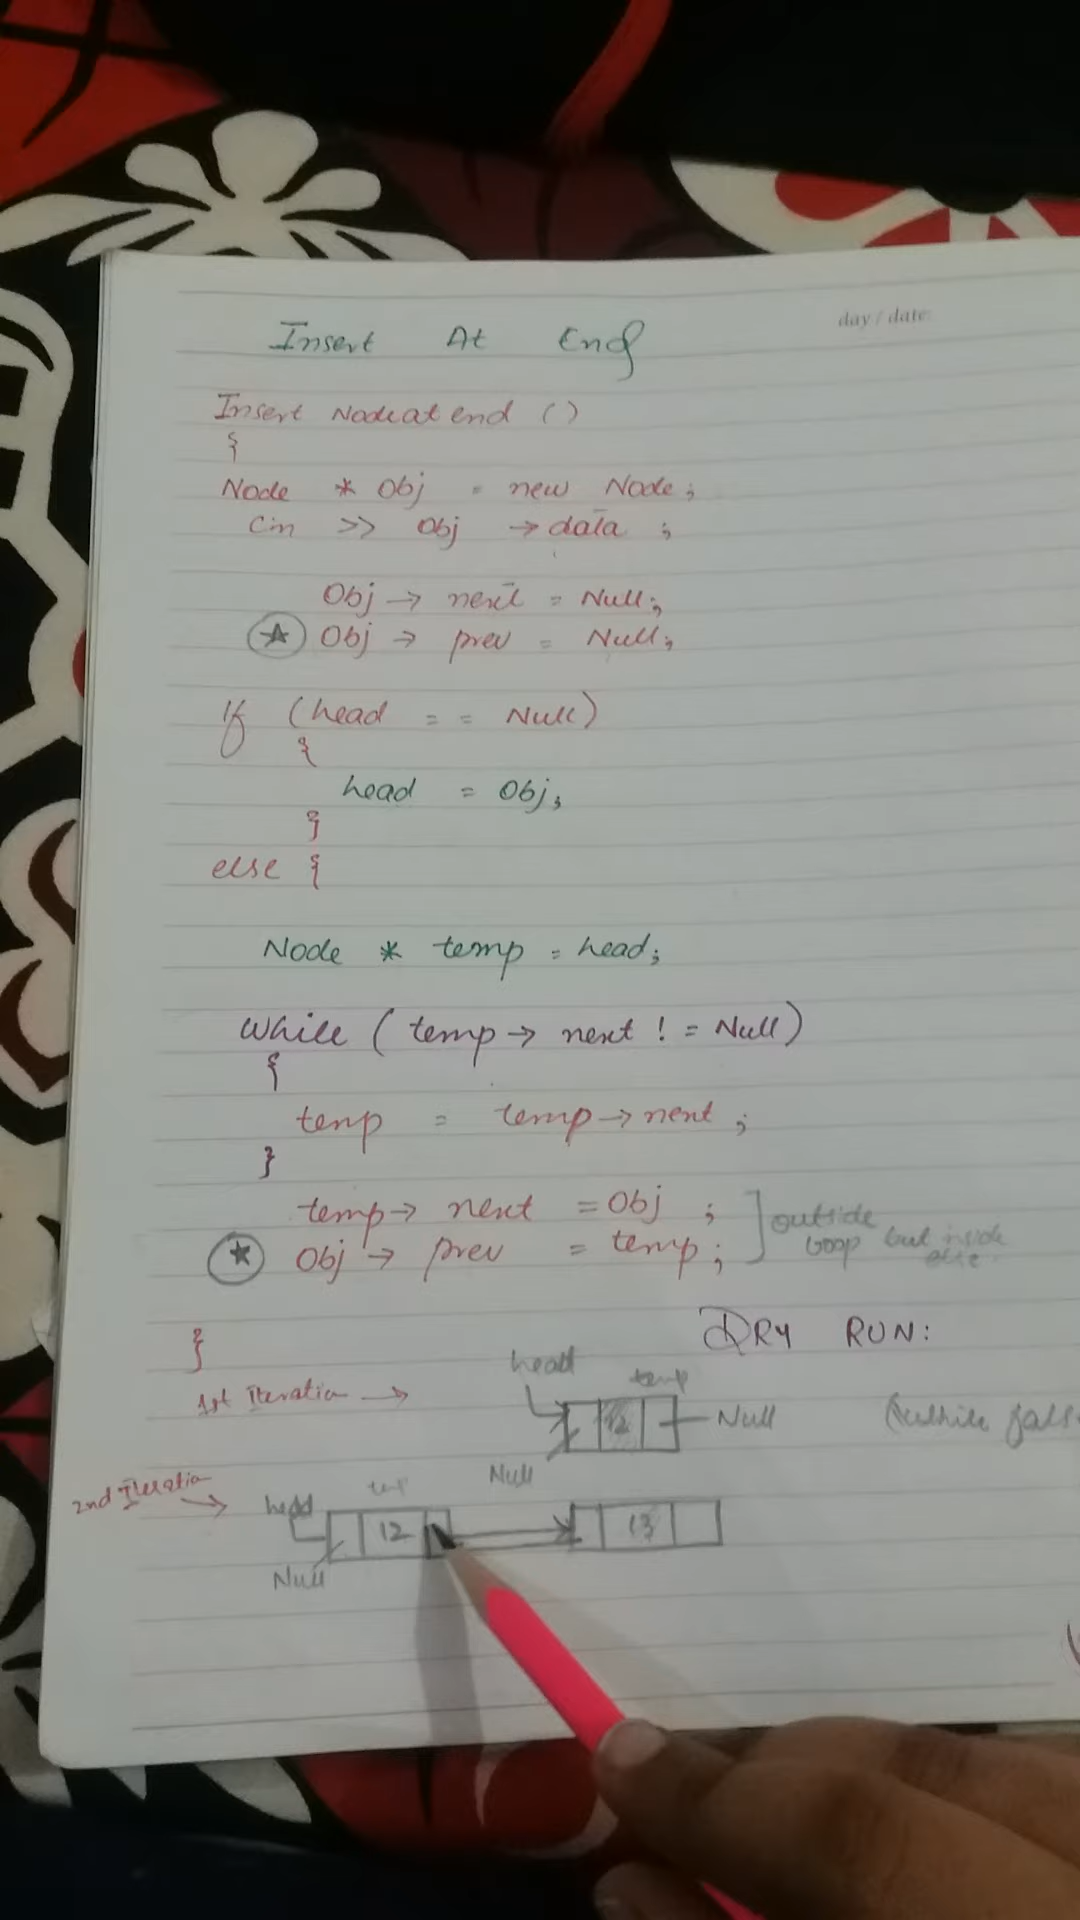 day / date:
Insert At End
Insert Node at end ()
{
Node * Obj = new Node;
Cin >> Obj → data ;
Obj → next = Null;
Obj → prev = Null;
If (head = = Null)
{
head = Obj;
}
else {
Node * temp = head;
while ( temp → next ! = Null)
{
temp = temp → next ;
}
temp → next = Obj ;
Obj → prev = temp ;
outside
loop but inside
else.
}
DRY RUN:
1st Iteration →
head
temp
12
Null
Null
2nd Iteration →
head
12
13
Null